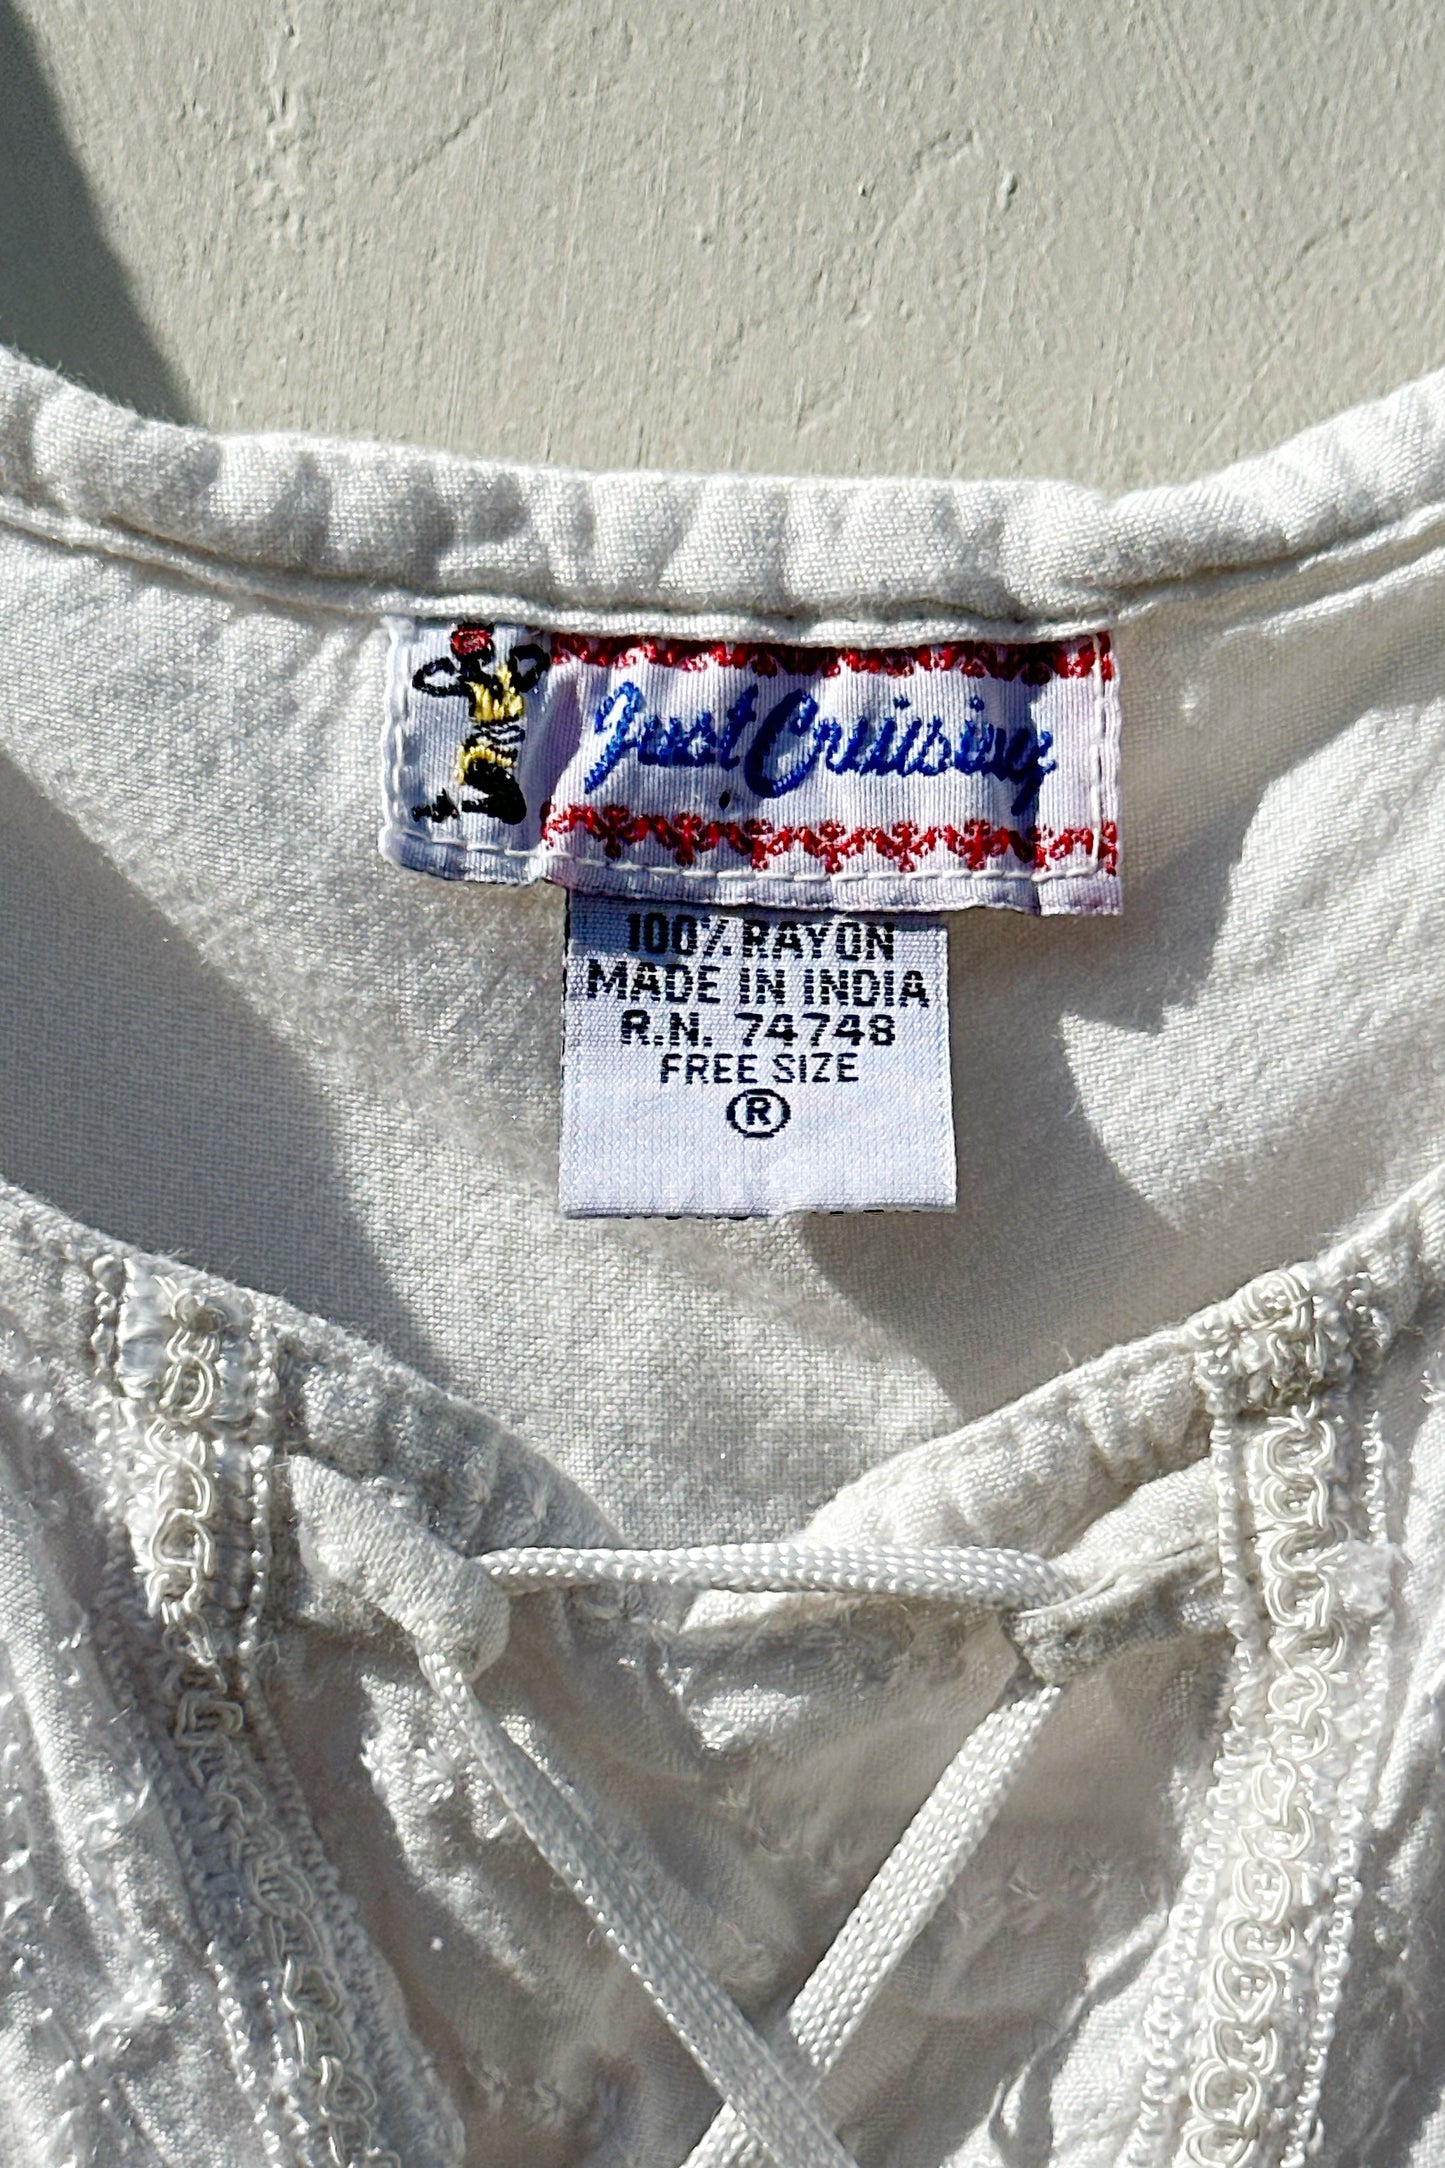 Just Cruising
100% RAYON
MADE IN INDIA
R.N. 74748
FREE SIZE
®